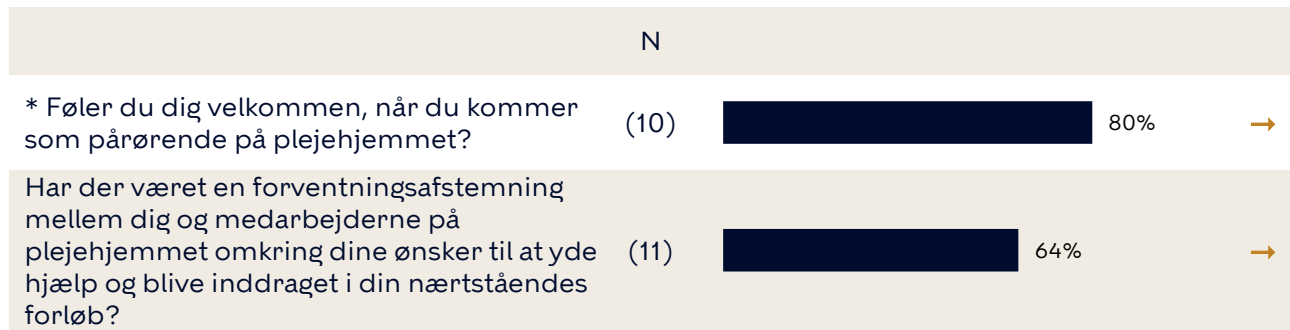 N
* Føler du dig velkommen, når du kommer
som pårørende på plejehjemmet?
(10)
80%
→
Har der været en forventningsafstemning
mellem dig og medarbejderne på
plejehjemmet omkring dine ønsker til at yde
hjælp og blive inddraget i din nærtståendes
forløb?
(11)
64%
→